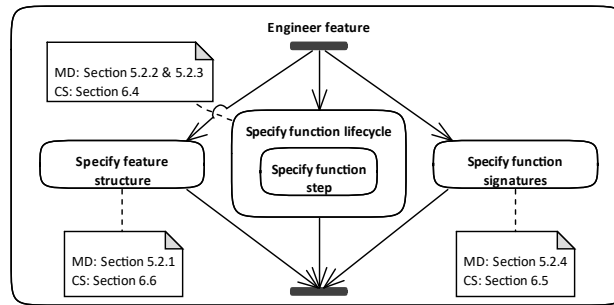 Engineer feature
MD: Section 5.2.2 & 5.2.3
CS: Section 6.4
Specify function lifecycle
Specify feature
structure
Specify function
step
Specify function
signatures
MD: Section 5.2.1
CS: Section 6.6
MD: Section 5.2.4
CS: Section 6.5